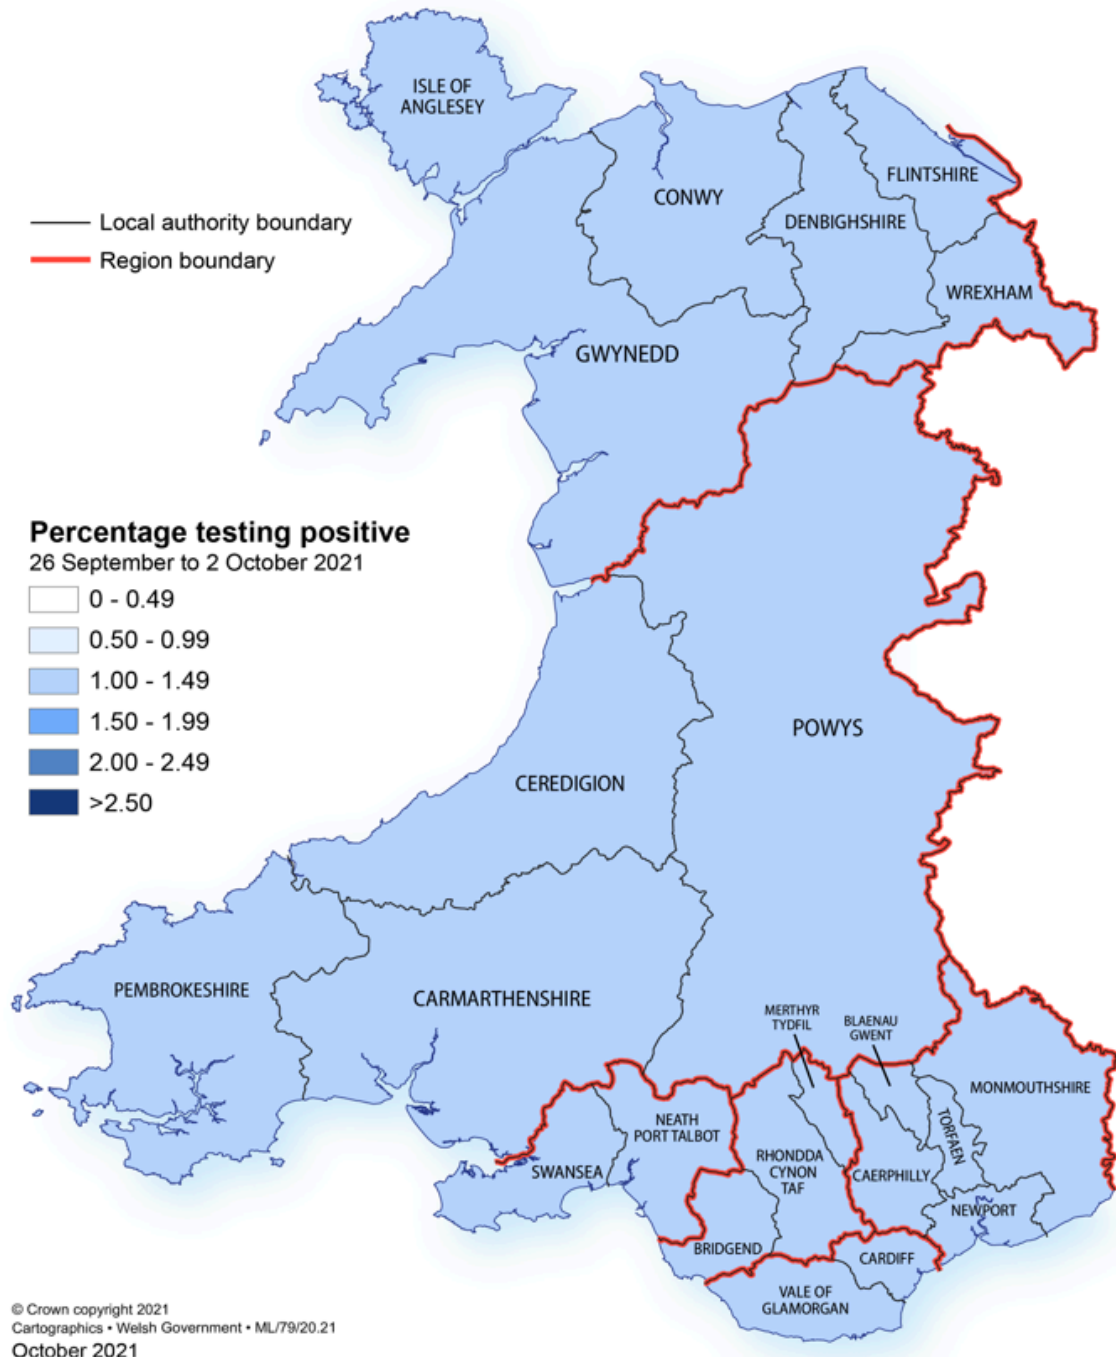 ISLE OF
ANGLESEY
FLINTSHIRE
CONWY
DENBIGHSHIRE
Local authority boundary
Region boundary
WREXHAM
GWYNEDD
Percentage testing positive
26 September to 2 October 2021
0 - 0.49
0.50 - 0.99
1.00 - 1.49
1.50 - 1.99
2.00 - 2.49
>2.50
POWYS
CEREDIGION
PEMBROKESHIRE
CARMARTHENSHIRE
MERTHYR
TYDFIL
BLAENAU
GWENT
MONMOUTHSHIRE
NEATH
PORT TALBOT
TORFAEN
RHONDDA
CYNON
TAF
SWANSEA
CAERPHILLY
NEWPORT
BRIDGEND
CARDIFF
VALE OF
GLAMORGAN
© Crown copyright 2021
Cartographics • Welsh Government • ML/79/20.21
October 2021